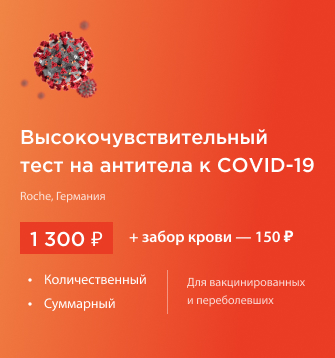 Высокочувствительный
тест на антитела к COVID-19
Roche, Германия
1 300 ₽ + забор крови — 150 ₽
• Количественный
• Суммарный
Для вакцинированных
и переболевших